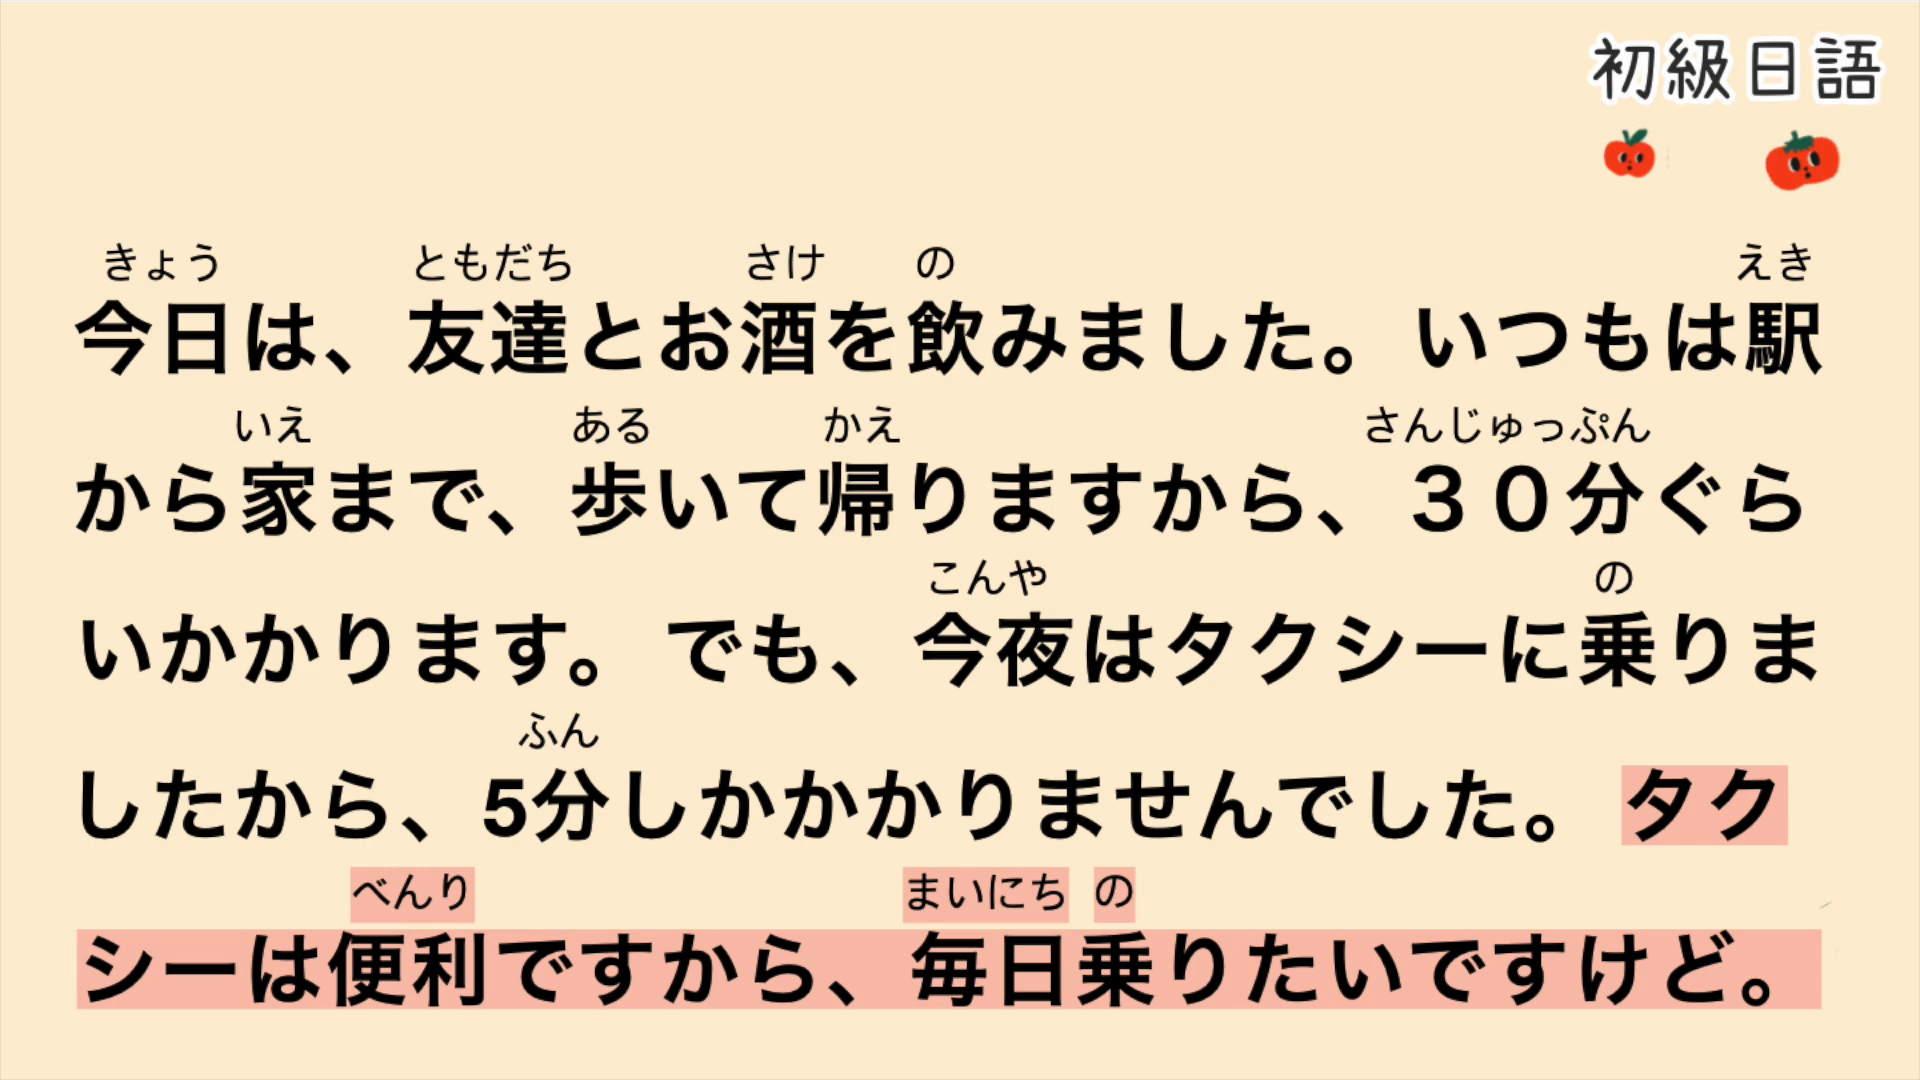 初級日語
きょう ともだち さけ の えき
今日は、友達とお酒を飲みました。いつもは駅
いえ ある かえ さんじゅっぷん
から家まで、歩いて帰りますから、３０分ぐら
こんや の
いかかります。でも、今夜はタクシーに乗りま
ふん
したから、5分しかかかりませんでした。タク
べんり まいにち の
シーは便利ですから、毎日乗りたいですけど。